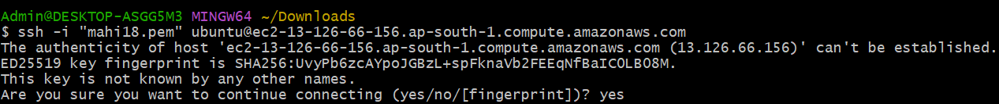 Admin@DESKTOP-ASGG5M3 MINGW64 ~/Downloads
$ ssh -i "mahi18.pem" ubuntu@ec2-13-126-66-156.ap-south-1.compute.amazonaws.com
The authenticity of host 'ec2-13-126-66-156.ap-south-1.compute.amazonaws.com (13.126.66.156)' can't be established.
ED25519 key fingerprint is SHA256:UvyPb6zcAYpoJGBzL+spFknaVb2FEEqNfBaICOLBO8M.
This key is not known by any other names.
Are you sure you want to continue connecting (yes/no/[fingerprint])? yes